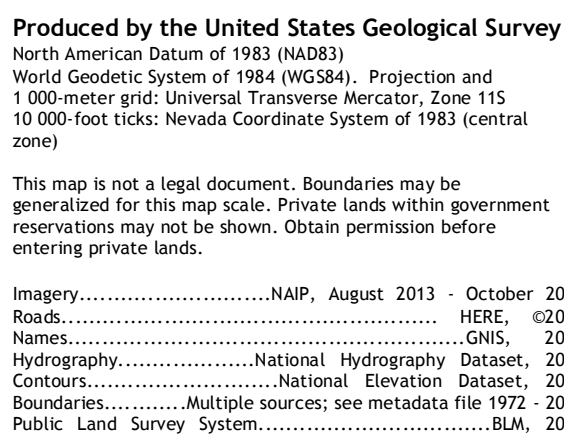 Produced by the United States Geological Survey
North American Datum of 1983 (NAD83)
World Geodetic System of 1984 (WGS84). Projection and
1 000-meter grid: Universal Transverse Mercator, Zone 11S
10 000-foot ticks: Nevada Coordinate System of 1983 (central
zone)
This map is not a legal document. Boundaries may be
generalized for this map scale. Private lands within government
reservations may not be shown. Obtain permission before
entering private lands.
Imagery............................NAIP, August 2013 - October 20
Roads....................................................... HERE, ©20
Names..........................................................GNIS, 20
Hydrography....................National Hydrography Dataset, 20
Contours............................National Elevation Dataset, 20
Boundaries............Multiple sources; see metadata file 1972 - 20
Public Land Survey System..................................BLM, 20